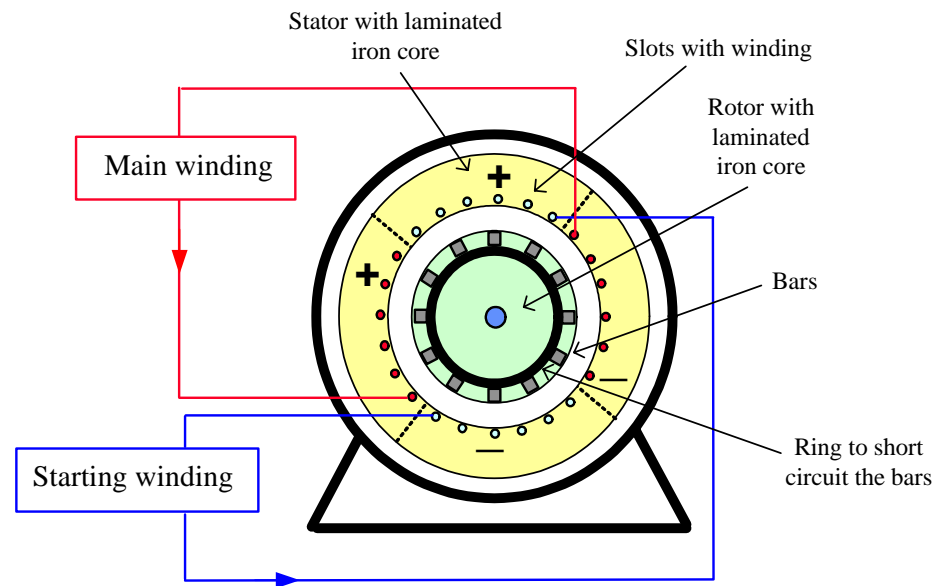 Stator with laminated
iron core
Slots with winding
Rotor with
laminated
iron core
Main winding
+
+
Bars
—
—
Starting winding
Ring to short
circuit the bars